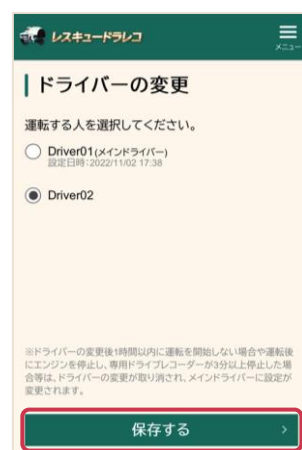 レスキュードラレコ
メニュー
ドライバーの変更
運転する人を選択してください。
Driver01(メインドライバー)
設定日時:2022/11/02 17:38
Driver02
※ドライバーの変更後1時間以内に運転を開始しない場合や運転後
にエンジンを停止し、専用ドライブレコーダーが3分以上停止した場
合等は、ドライバーの変更が取り消され、メインドライバーに設定が
変更されます。
保存する